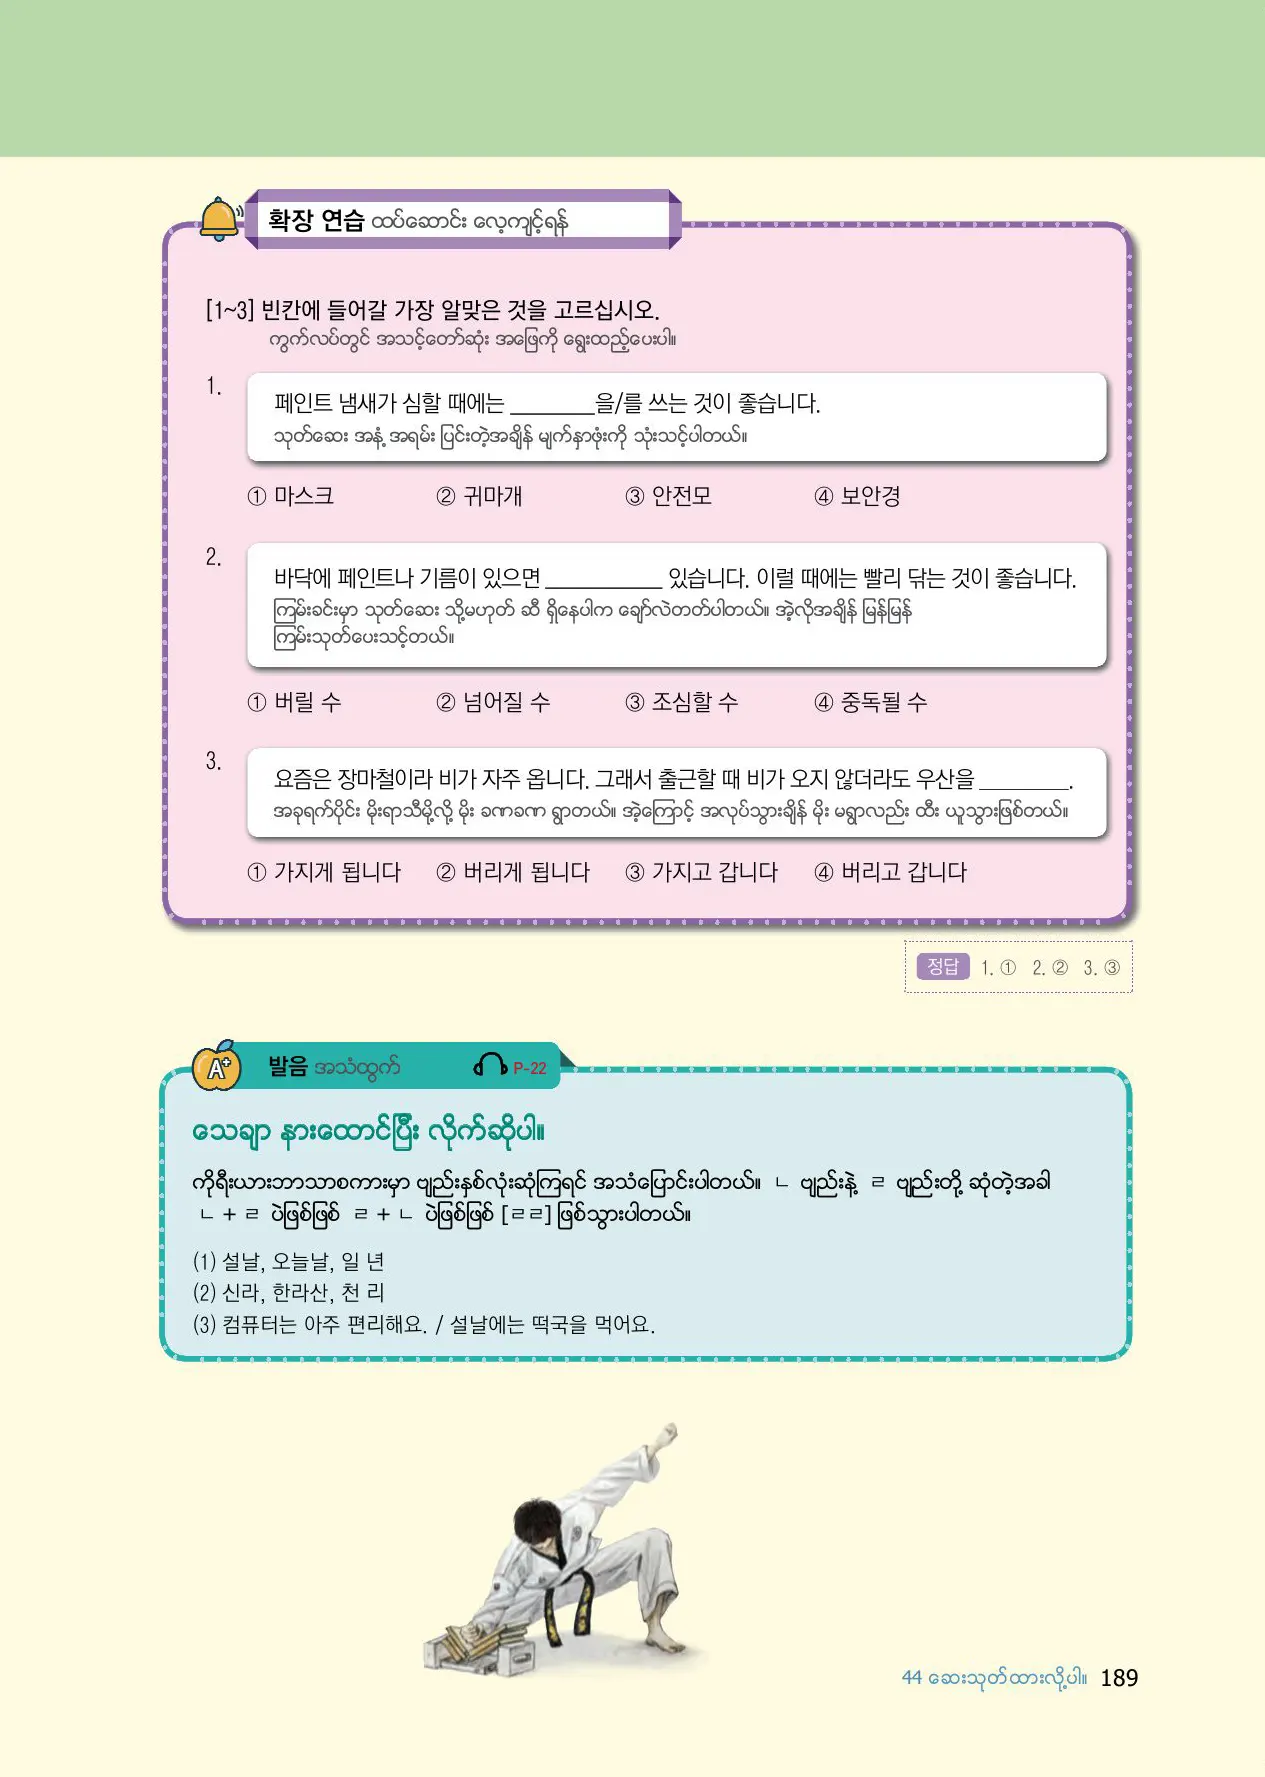 확장 연습 ထပ်ဆောင်း လေ့ကျင့်ရန်
[1~3] 빈칸에 들어갈 가장 알맞은 것을 고르십시오.
ကွက်လပ်တွင် အသင့်တော်ဆုံး အဖြေကို ရွေးထည့်ပေးပါ။
1.
페인트 냄새가 심할 때에는 _______을/를 쓰는 것이 좋습니다.
သုတ်ဆေး အနံ့ အရမ်း ပြင်းတဲ့အချိန် မျက်နှာဖုံးကို သုံးသင့်ပါတယ်။
① 마스크 ② 귀마개 ③ 안전모 ④ 보안경
2.
바닥에 페인트나 기름이 있으면 __________ 있습니다. 이럴 때에는 빨리 닦는 것이 좋습니다.
ကြမ်းခင်းမှာ သုတ်ဆေး သို့မဟုတ် ဆီ ရှိနေပါက ချော်လဲတတ်ပါတယ်။ အဲ့လိုအချိန် မြန်မြန်
ကြမ်းသုတ်ပေးသင့်တယ်။
① 버릴 수 ② 넘어질 수 ③ 조심할 수 ④ 중독될 수
3.
요즘은 장마철이라 비가 자주 옵니다. 그래서 출근할 때 비가 오지 않더라도 우산을 ________.
အခုရက်ပိုင်း မိုးရာသီမို့လို့ မိုး ခဏခဏ ရွာတယ်။ အဲ့ကြောင့် အလုပ်သွားချိန် မိုး မရွာလည်း ထီး ယူသွားဖြစ်တယ်။
① 가지게 됩니다 ② 버리게 됩니다 ③ 가지고 갑니다 ④ 버리고 갑니다
정답 1. ① 2. ② 3. ③
A+ 발음 အသံထွက် P-22
သေချာ နားထောင်ပြီး လိုက်ဆိုပါ။
ကိုရီးယားဘာသာစကားမှာ ဗျည်းနှစ်လုံးဆုံကြရင် အသံပြောင်းပါတယ်။ ㄴ ဗျည်းနဲ့ ㄹ ဗျည်းတို့ ဆုံတဲ့အခါ
ㄴ + ㄹ ပဲဖြစ်ဖြစ် ㄹ + ㄴ ပဲဖြစ်ဖြစ် [ㄹㄹ] ဖြစ်သွားပါတယ်။
(1) 설날, 오늘날, 일 년
(2) 신라, 한라산, 천 리
(3) 컴퓨터는 아주 편리해요. / 설날에는 떡국을 먹어요.
44 ဆေးသုတ်ထားလို့ပါ။ 189